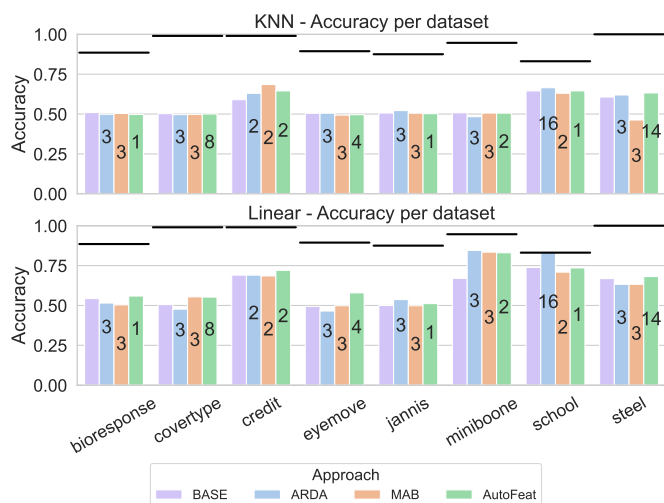 KNN - Accuracy per dataset
Accuracy
1.00
0.75
0.50
0.25
0.00
3 3 1
3 3 8
2 2 2
3 3 4
3 3 1
3 3 2
16 2 1
3 3 14
Linear - Accuracy per dataset
Accuracy
1.00
0.75
0.50
0.25
0.00
3 3 1
3 3 8
2 2 2
3 3 4
3 3 1
3 3 2
16 2 1
3 3 14
bioresponse
covertype
credit
eyemove
jannis
miniboone
school
steel
Approach
BASE ARDA MAB AutoFeat